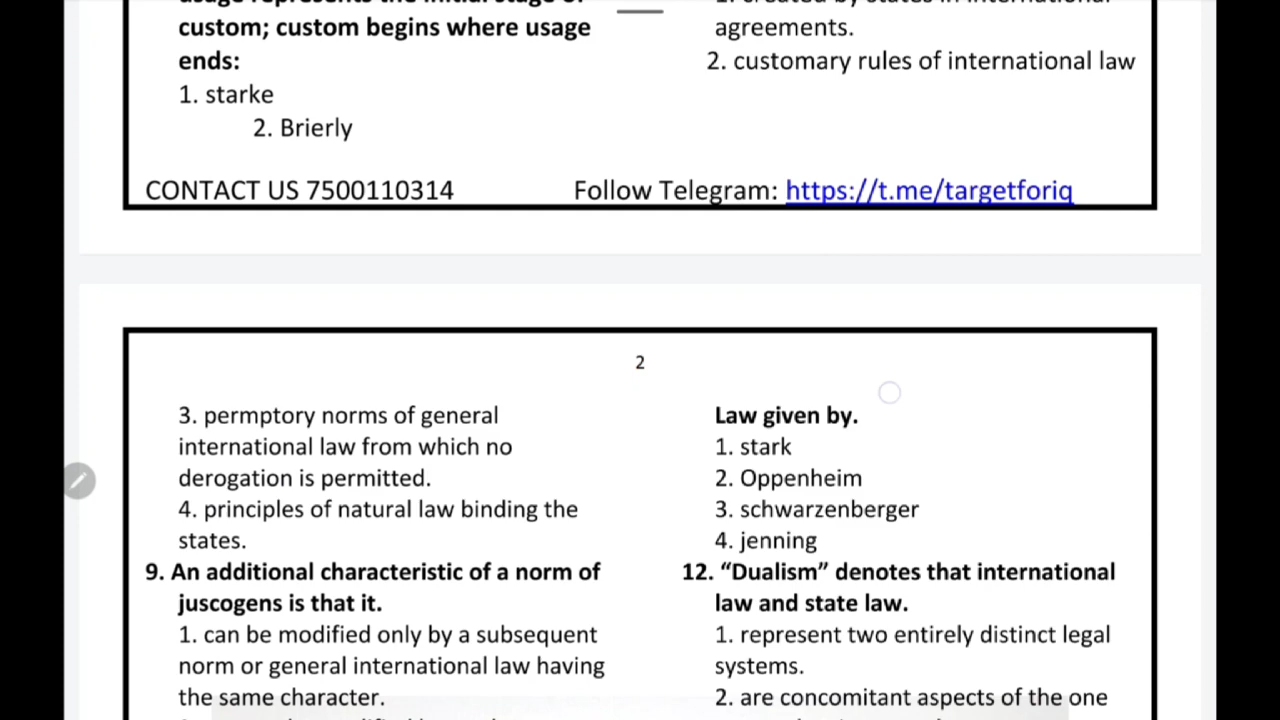 custom; custom begins where usage
ends:
1. starke
2. Brierly
agreements.
2. customary rules of international law
CONTACT US 7500110314 Follow Telegram: https://t.me/targetforiq
2
3. permptory norms of general
international law from which no
derogation is permitted.
4. principles of natural law binding the
states.
9. An additional characteristic of a norm of
juscogens is that it.
1. can be modified only by a subsequent
norm or general international law having
the same character.
Law given by.
1. stark
2. Oppenheim
3. schwarzenberger
4. jenning
12. “Dualism” denotes that international
law and state law.
1. represent two entirely distinct legal
systems.
2. are concomitant aspects of the one